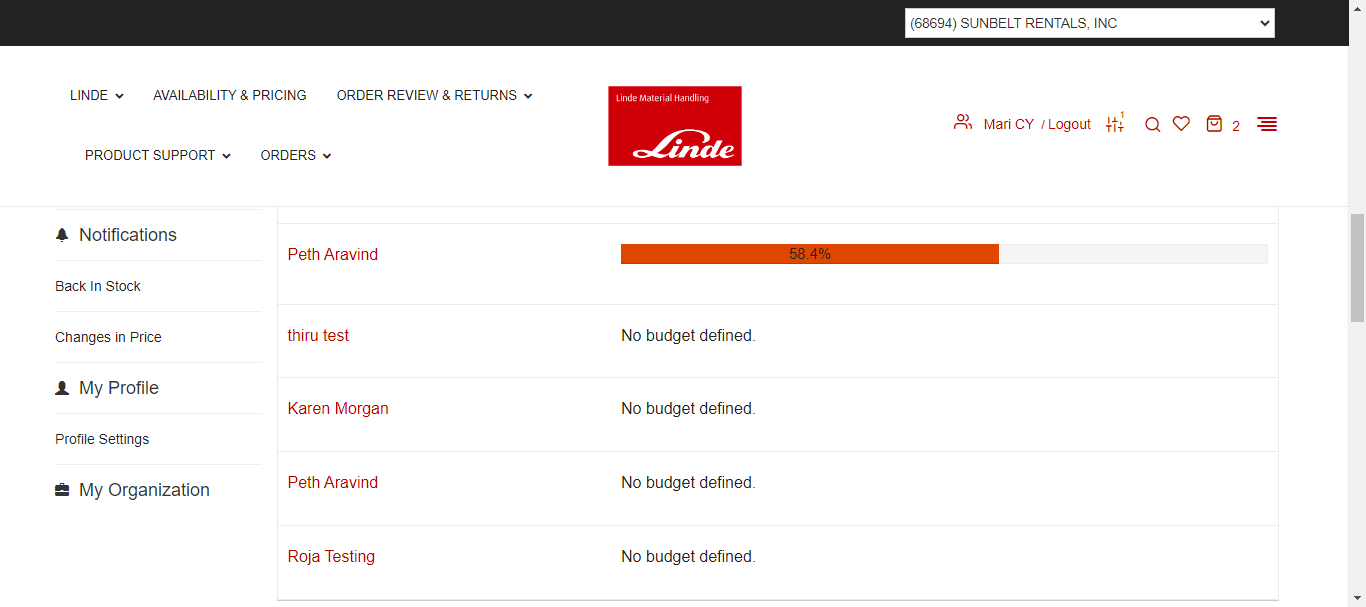 (68694) SUNBELT RENTALS, INC
LINDE
AVAILABILITY & PRICING
ORDER REVIEW & RETURNS
PRODUCT SUPPORT
ORDERS
Linde Material Handling
Linde
Mari CY / Logout
1
2
Notifications
Back In Stock
Changes in Price
My Profile
Profile Settings
My Organization
Peth Aravind
58.4%
thiru test
No budget defined.
Karen Morgan
No budget defined.
Peth Aravind
No budget defined.
Roja Testing
No budget defined.